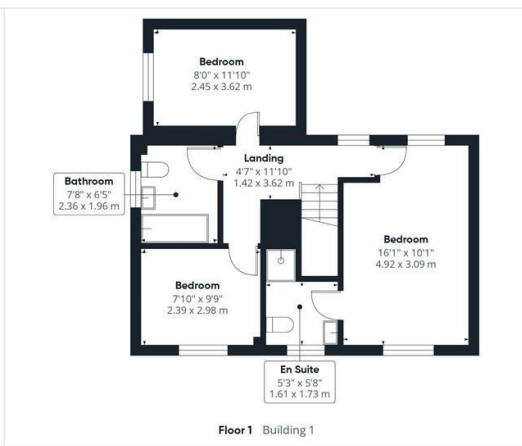 Bedroom
8'0" x 11'10"
2.45 x 3.62 m
Landing
4'7" x 11'10"
1.42 x 3.62 m
Bathroom
7'8" x 6'5"
2.36 x 1.96 m
Bedroom
16'1" x 10'1"
4.92 x 3.09 m
Bedroom
7'10" x 9'9"
2.39 x 2.98 m
En Suite
5'3" x 5'8"
1.61 x 1.73 m
Floor 1 Building 1